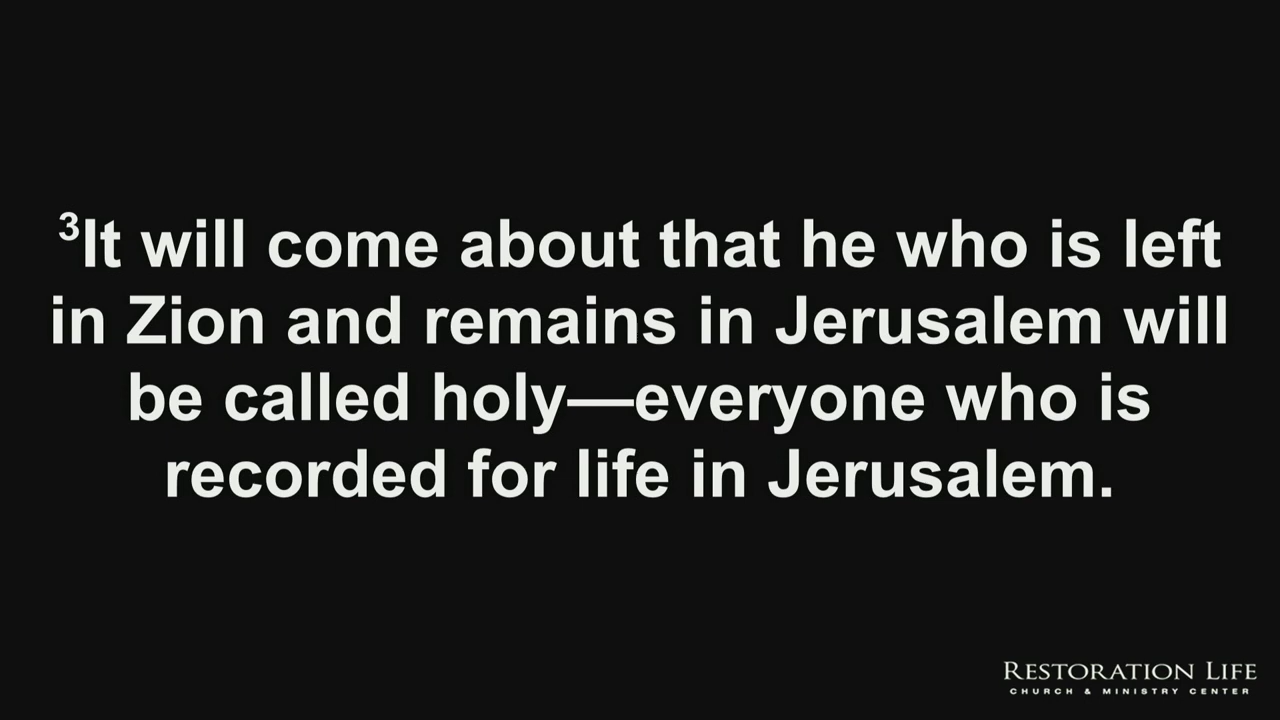 ³It will come about that he who is left
in Zion and remains in Jerusalem will
be called holy—everyone who is
recorded for life in Jerusalem.
RESTORATION LIFE
CHURCH & MINISTRY CENTER